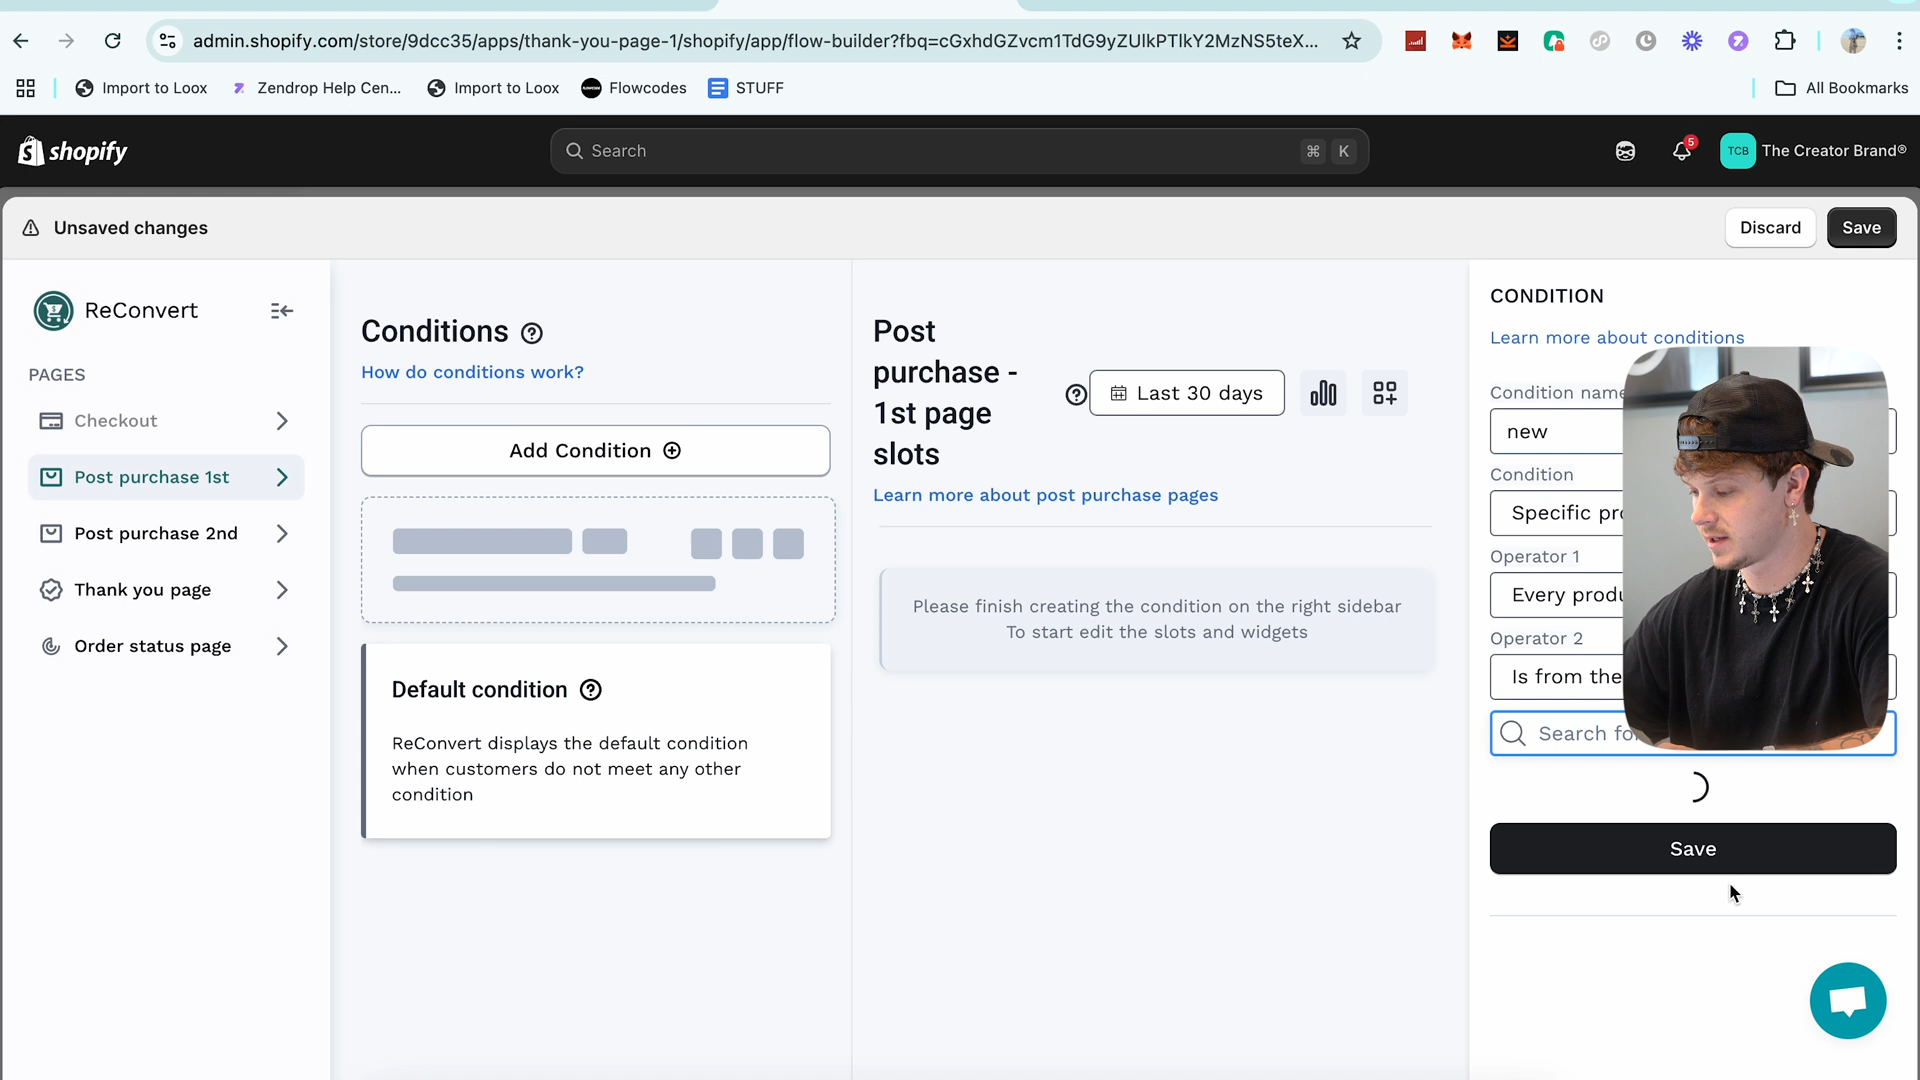 admin.shopify.com/store/9dcc35/apps/thank-you-page-1/shopify/app/flow-builder?fbq=cGxhdGZvcm1TdG9yZUlkPTlkY2MzNS5teX...
Import to Loox
Zendrop Help Cen...
Import to Loox
Flowcodes
STUFF
All Bookmarks
shopify
Search
⌘ K
5
TCB
The Creator Brand®
Unsaved changes
Discard
Save
ReConvert
PAGES
Checkout
Post purchase 1st
Post purchase 2nd
Thank you page
Order status page
Conditions
How do conditions work?
Add Condition
Default condition
ReConvert displays the default condition
when customers do not meet any other
condition
Post
purchase -
1st page
slots
Last 30 days
Learn more about post purchase pages
Please finish creating the condition on the right sidebar
To start edit the slots and widgets
CONDITION
Learn more about conditions
Condition name
new
Condition
Specific
Operator 1
Every
Operator 2
Is from the
Search
Save